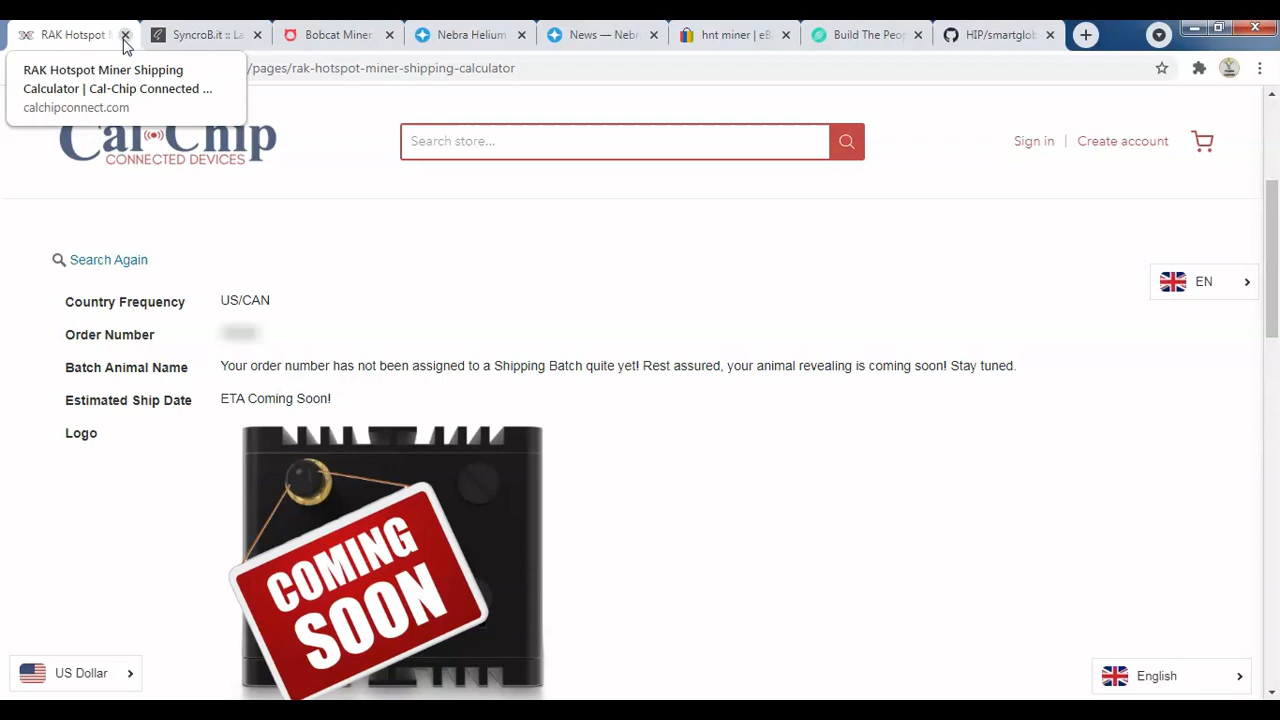 RAK Hotspot M
SyncroB.it :: La
Bobcat Miner
Nebra Helium
News — Nebr
hnt miner | eB
Build The Peop
HIP/smartglob
/pages/rak-hotspot-miner-shipping-calculator
RAK Hotspot Miner Shipping
Calculator | Cal-Chip Connected ...
calchipconnect.com
Cal-Chip
CONNECTED DEVICES
Search store...
Sign in | Create account
Search Again
EN
Country Frequency US/CAN
Order Number
Batch Animal Name Your order number has not been assigned to a Shipping Batch quite yet! Rest assured, your animal revealing is coming soon! Stay tuned.
Estimated Ship Date ETA Coming Soon!
Logo
COMING
SOON
US Dollar
English